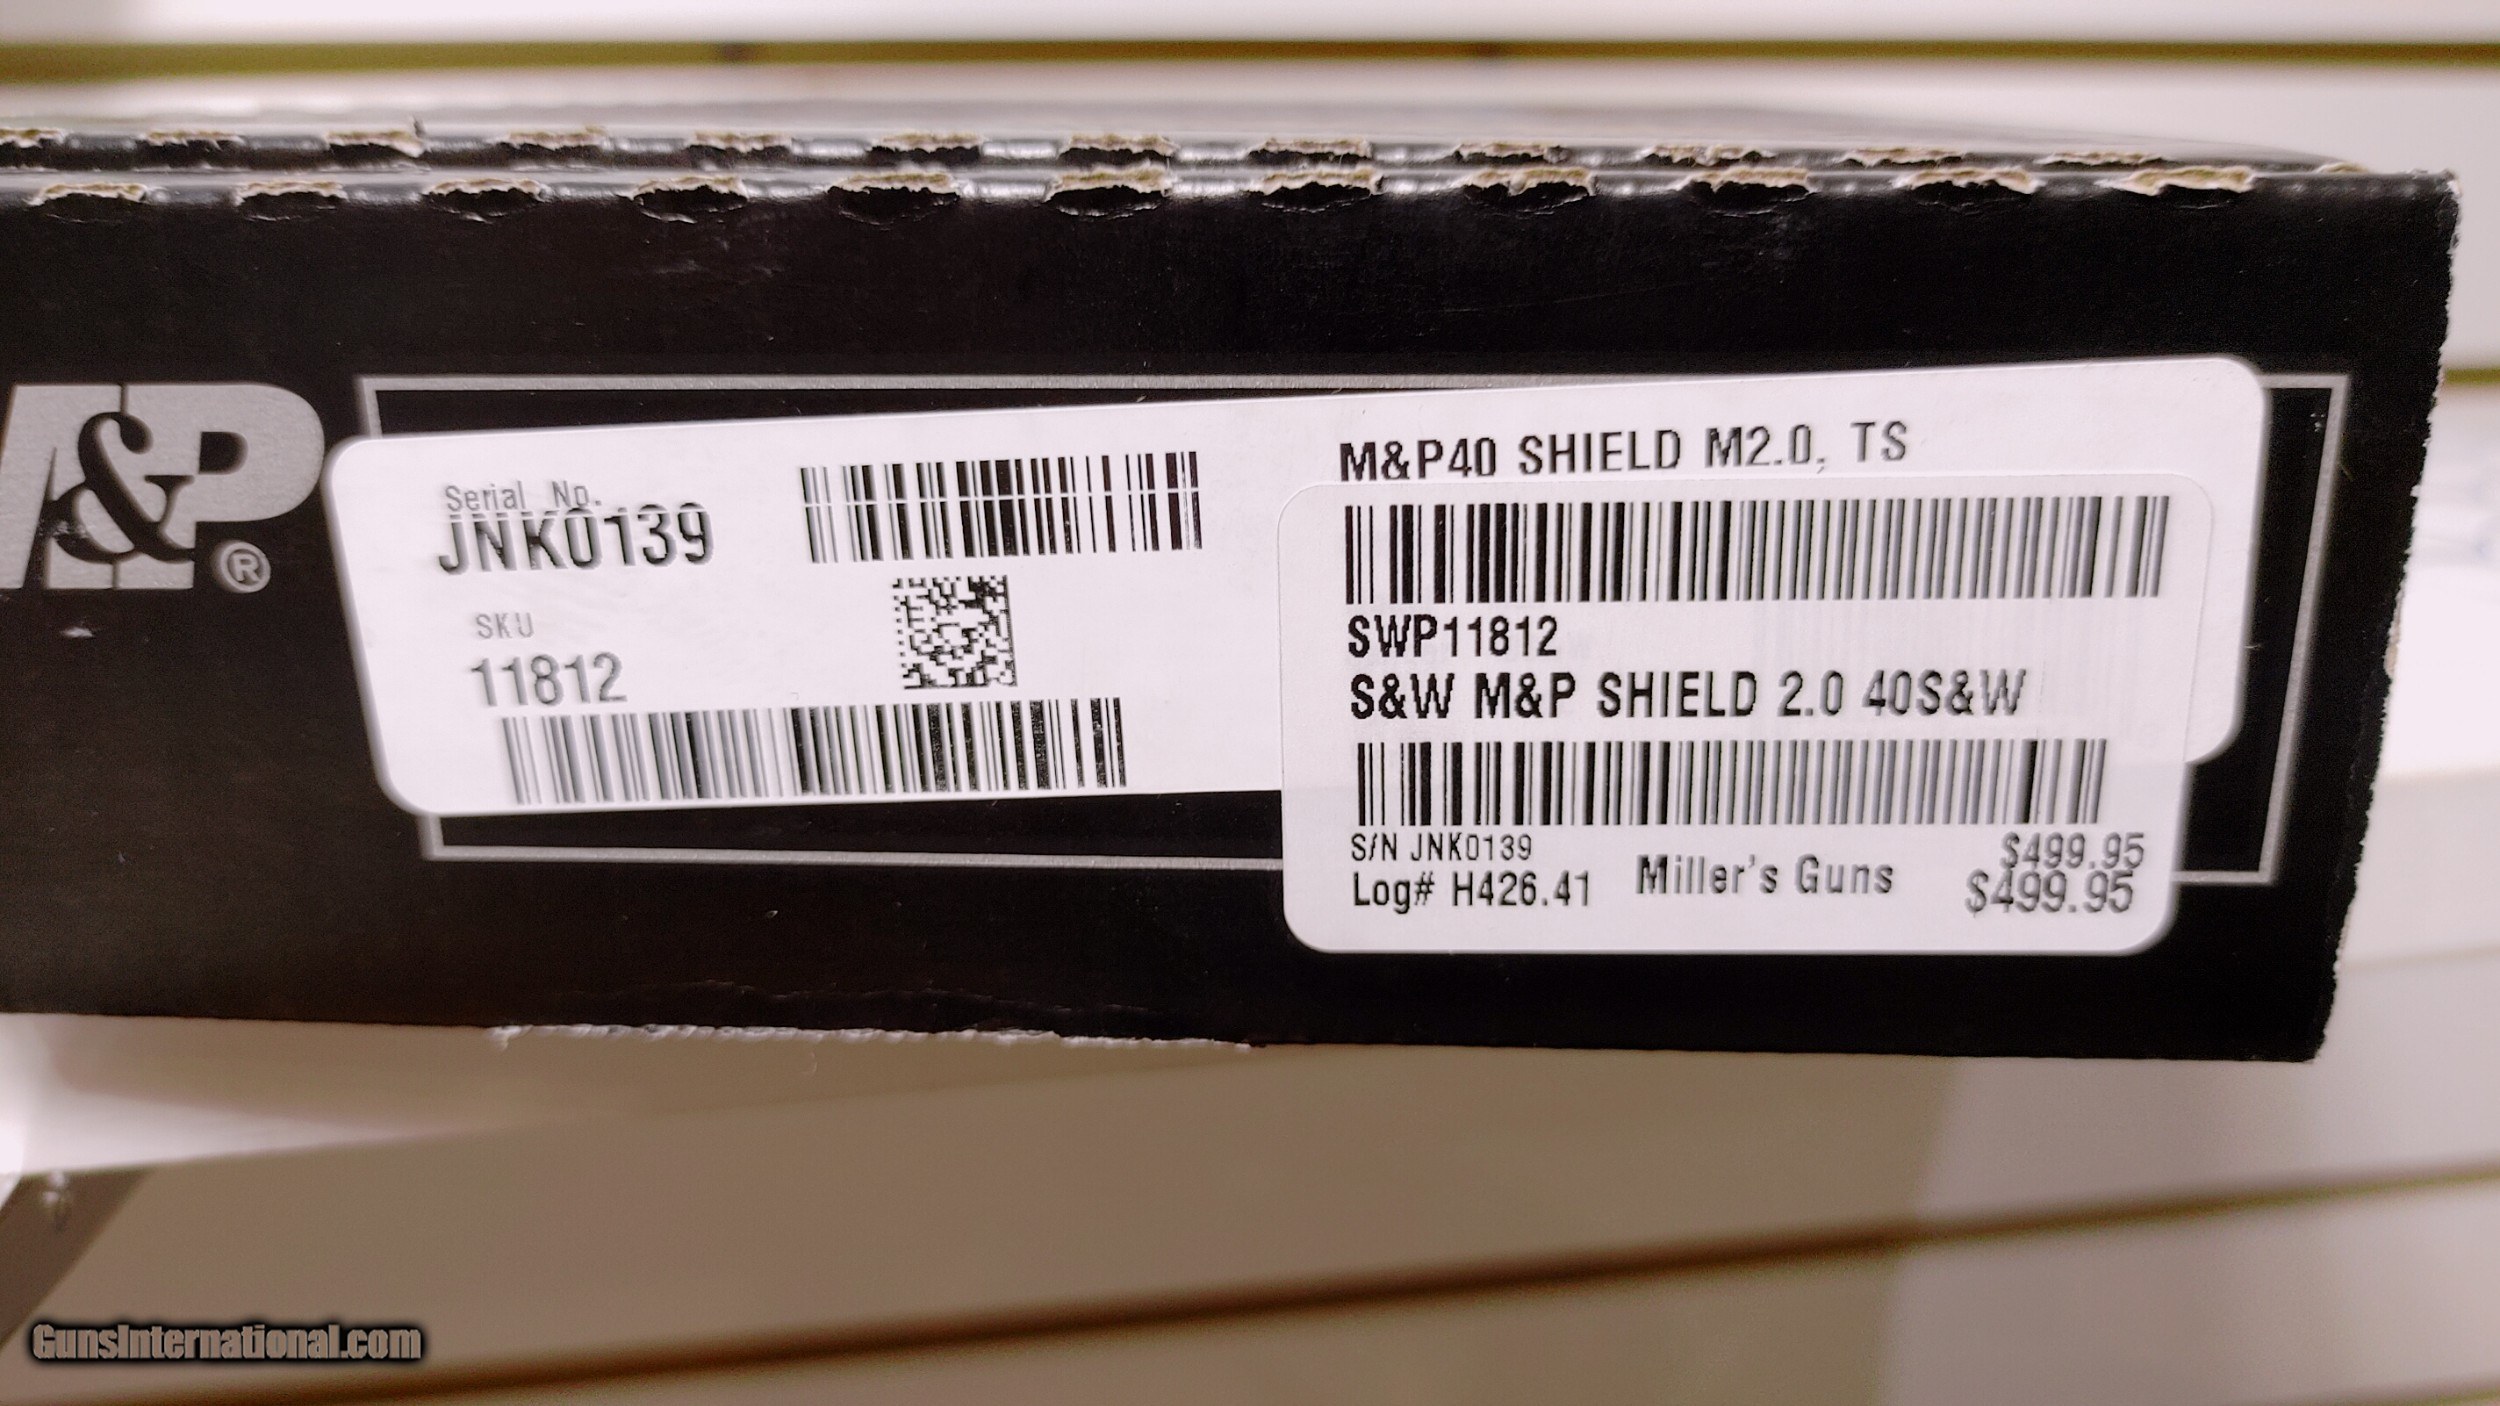 M&P®
Serial No.
JNK0139
SKU
11812
M&P40 SHIELD M2.0, TS
SWP11812
S&W M&P SHIELD 2.0 40S&W
S/N JNK0139
$499.95
Log# H426.41
Miller's Guns
$499.95
GunsInternational.com